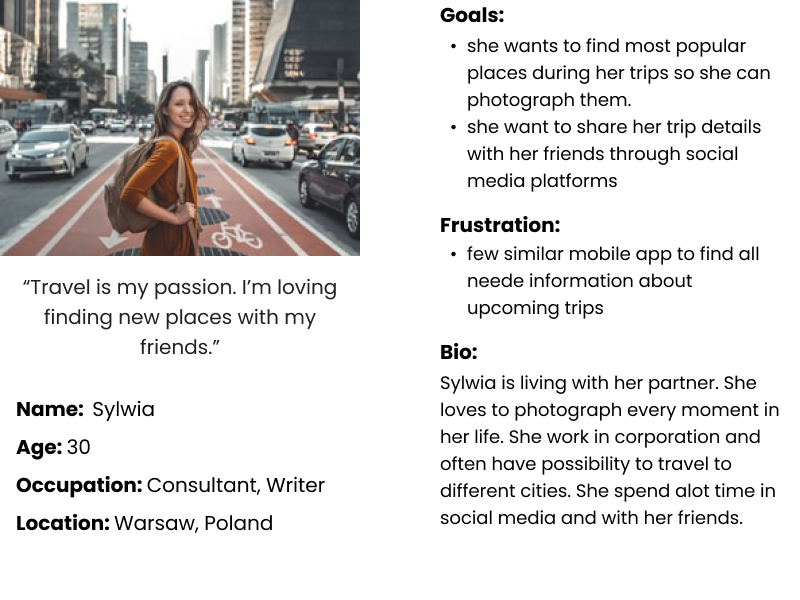 “Travel is my passion. I’m loving
finding new places with my
friends.”
Name: Sylwia
Age: 30
Occupation: Consultant, Writer
Location: Warsaw, Poland
Goals:
• she wants to find most popular
places during her trips so she can
photograph them.
• she want to share her trip details
with her friends through social
media platforms
Frustration:
• few similar mobile app to find all
neede information about
upcoming trips
Bio:
Sylwia is living with her partner. She
loves to photograph every moment in
her life. She work in corporation and
often have possibility to travel to
different cities. She spend alot time in
social media and with her friends.